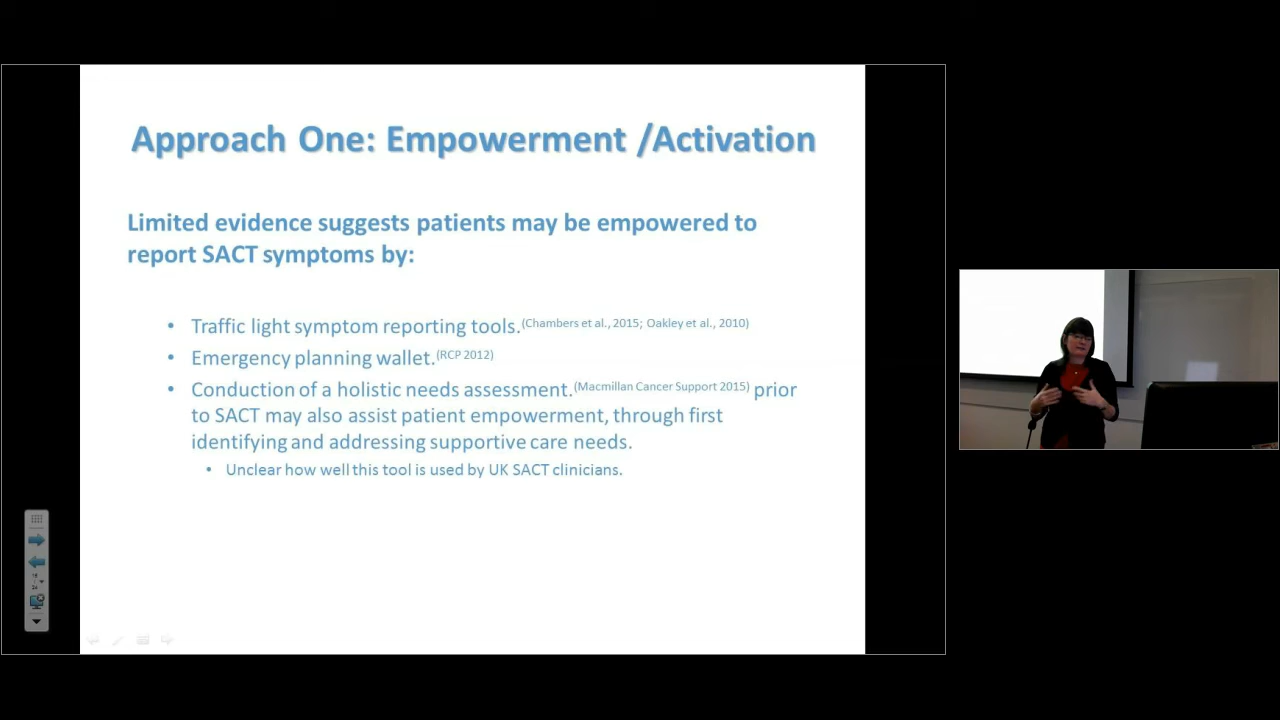 Approach One: Empowerment /Activation
Limited evidence suggests patients may be empowered to
report SACT symptoms by:
• Traffic light symptom reporting tools.(Chambers et al., 2015; Oakley et al., 2010)
• Emergency planning wallet.(RCP 2012)
• Conduction of a holistic needs assessment.(Macmillan Cancer Support 2015) prior
to SACT may also assist patient empowerment, through first
identifying and addressing supportive care needs.
• Unclear how well this tool is used by UK SACT clinicians.